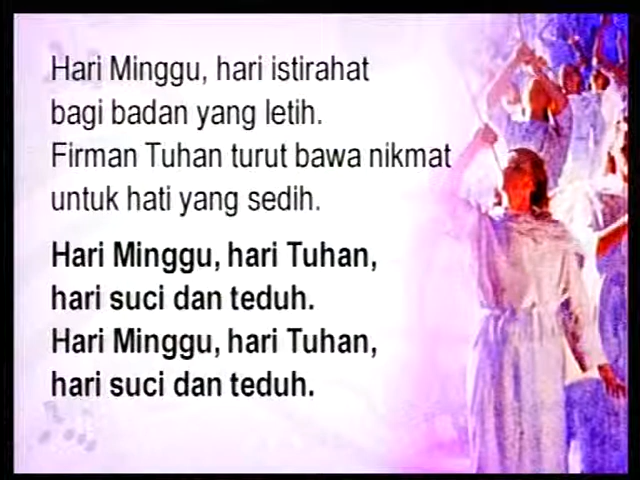 Hari Minggu, hari istirahat
bagi badan yang letih.
Firman Tuhan turut bawa nikmat
untuk hati yang sedih.
Hari Minggu, hari Tuhan,
hari suci dan teduh.
Hari Minggu, hari Tuhan,
hari suci dan teduh.